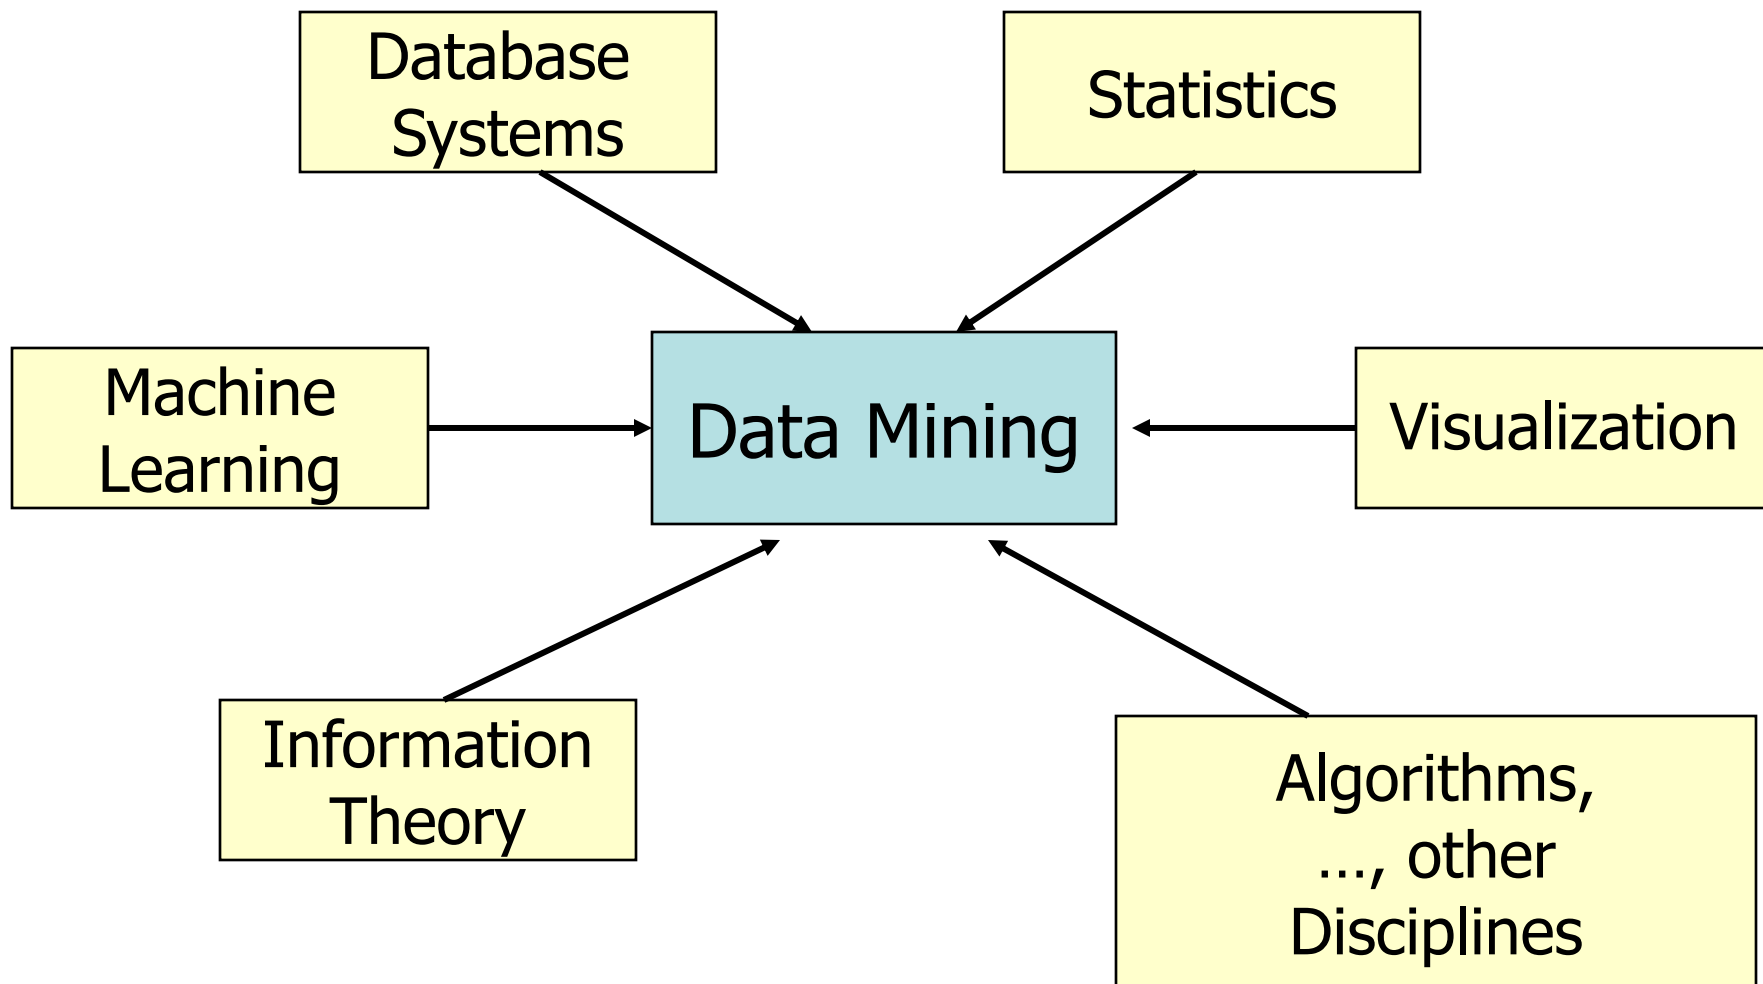 Database
Systems
Statistics
Machine
Learning
Data Mining
Visualization
Information
Theory
Algorithms,
…, other
Disciplines